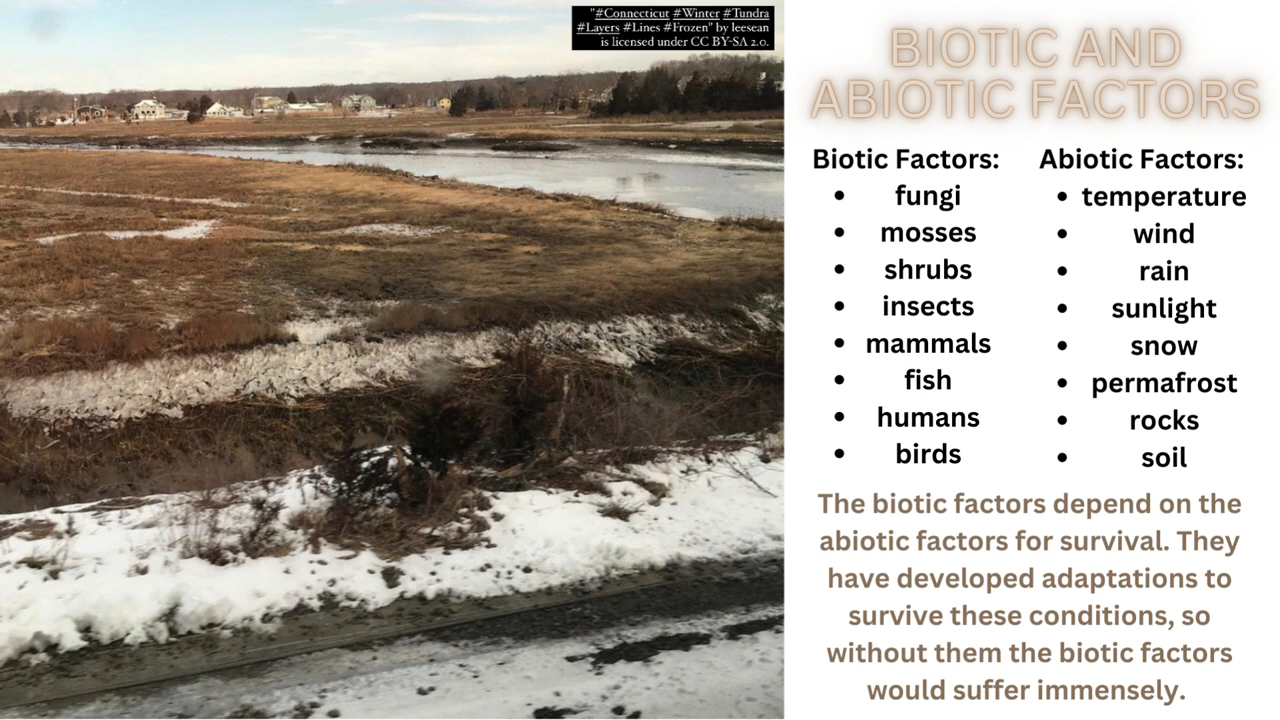 "#Connecticut #Winter #Tundra
#Layers #Lines #Frozen" by leesean
is licensed under CC BY-SA 2.0.
BIOTIC AND
ABIOTIC FACTORS
Biotic Factors:
• fungi
• mosses
• shrubs
• insects
• mammals
• fish
• humans
• birds
Abiotic Factors:
• temperature
• wind
• rain
• sunlight
• snow
• permafrost
• rocks
• soil
The biotic factors depend on the
abiotic factors for survival. They
have developed adaptations to
survive these conditions, so
without them the biotic factors
would suffer immensely.